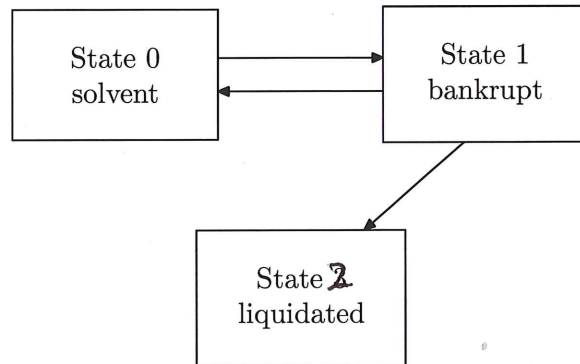 State 0
solvent
State 1
bankrupt
State 2
liquidated